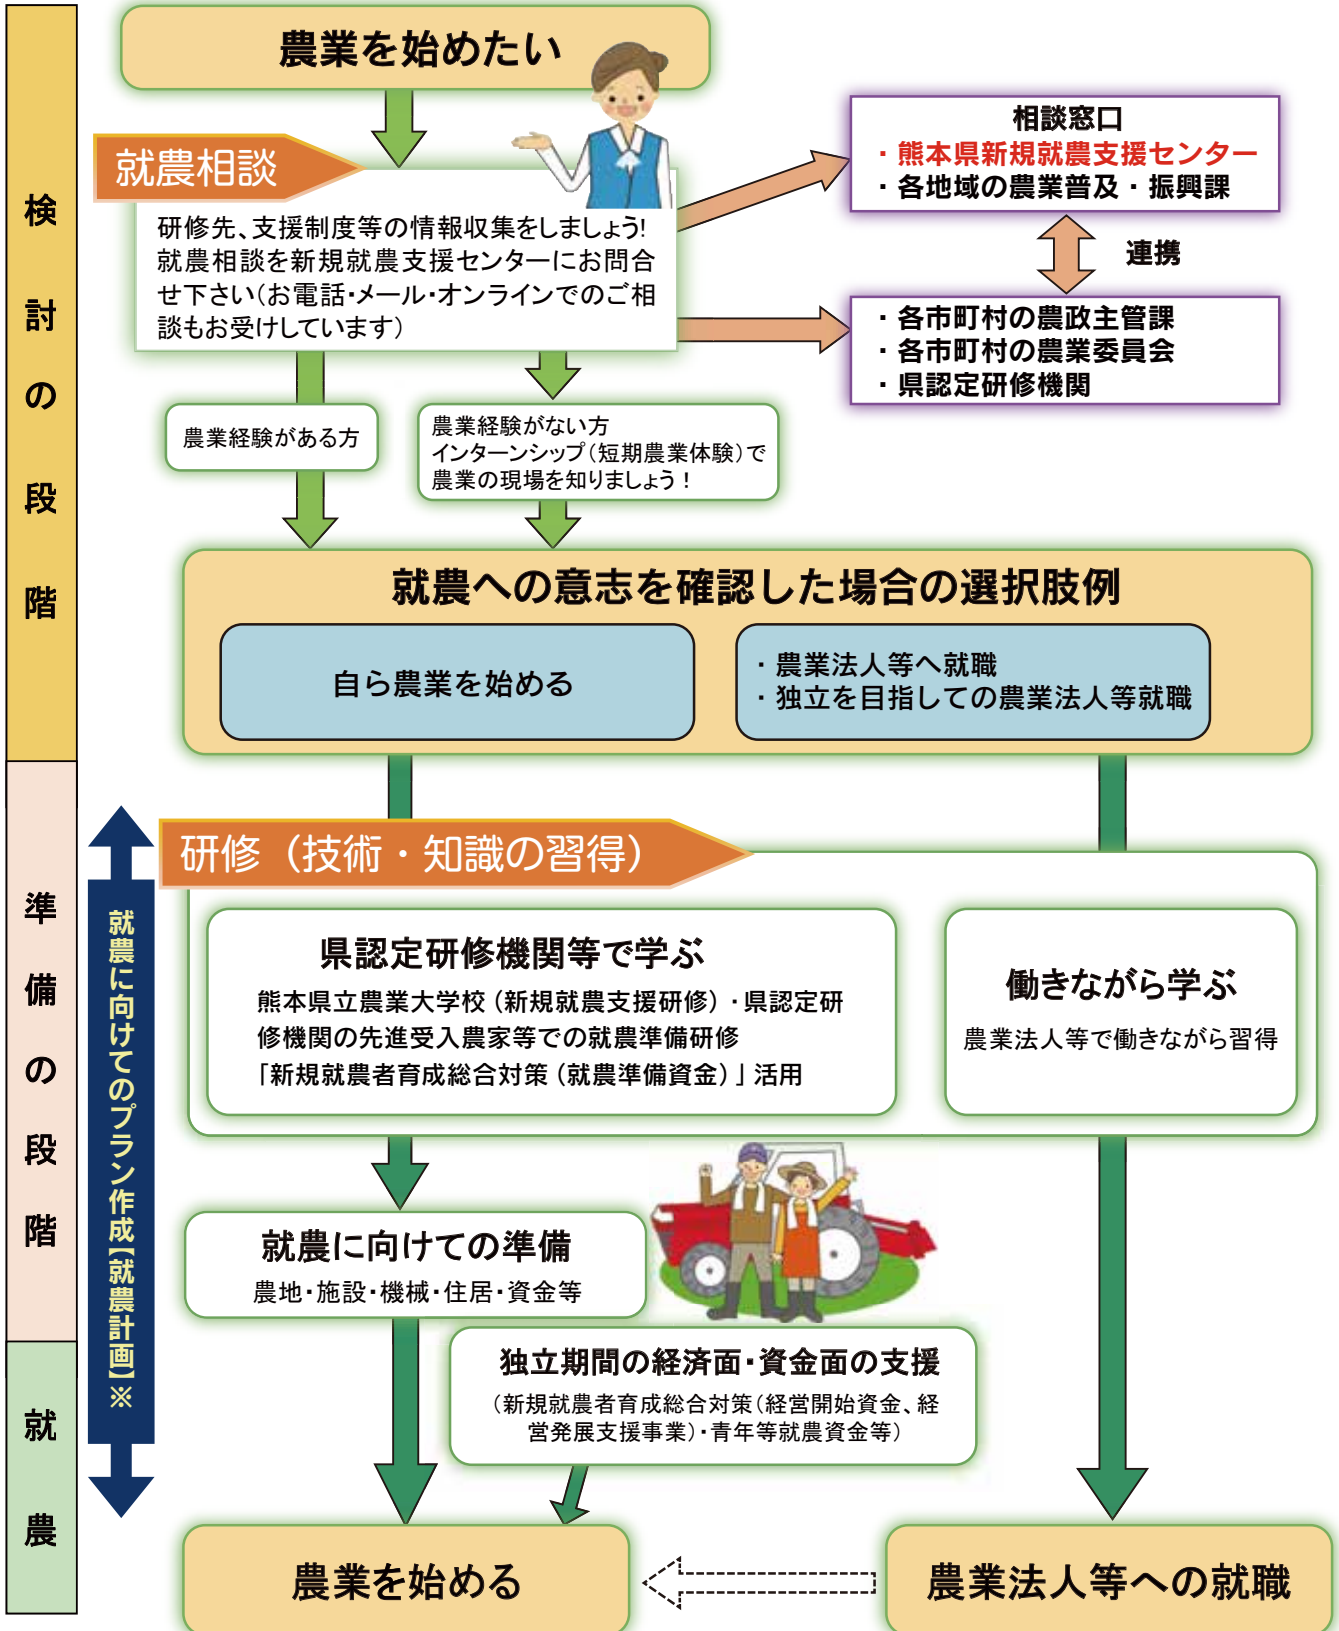 農業を始めたい
就農相談
研修先、支援制度等の情報収集をしましょう!
就農相談を新規就農支援センターにお問合
せ下さい(お電話・メール・オンラインでのご相
談もお受けしています)
相談窓口
・熊本県新規就農支援センター
・各地域の農業普及・振興課
連携
・各市町村の農政主管課
・各市町村の農業委員会
・県認定研修機関
農業経験がある方
農業経験がない方
インターンシップ(短期農業体験)で
農業の現場を知りましょう!
就農への意志を確認した場合の選択肢例
自ら農業を始める
・農業法人等へ就職
・独立を目指しての農業法人等就職
検討の段階
研修(技術・知識の習得)
県認定研修機関等で学ぶ
熊本県立農業大学校(新規就農支援研修)・県認定研
修機関の先進受入農家等での就農準備研修
「新規就農者育成総合対策(就農準備資金)」活用
働きながら学ぶ
農業法人等で働きながら習得
就農に向けての準備
農地・施設・機械・住居・資金等
準備の段階
就農に向けてのプラン作成【就農計画】※
独立期間の経済面・資金面の支援
(新規就農者育成総合対策(経営開始資金、経
営発展支援事業)・青年等就農資金等)
就農
農業を始める
農業法人等への就職